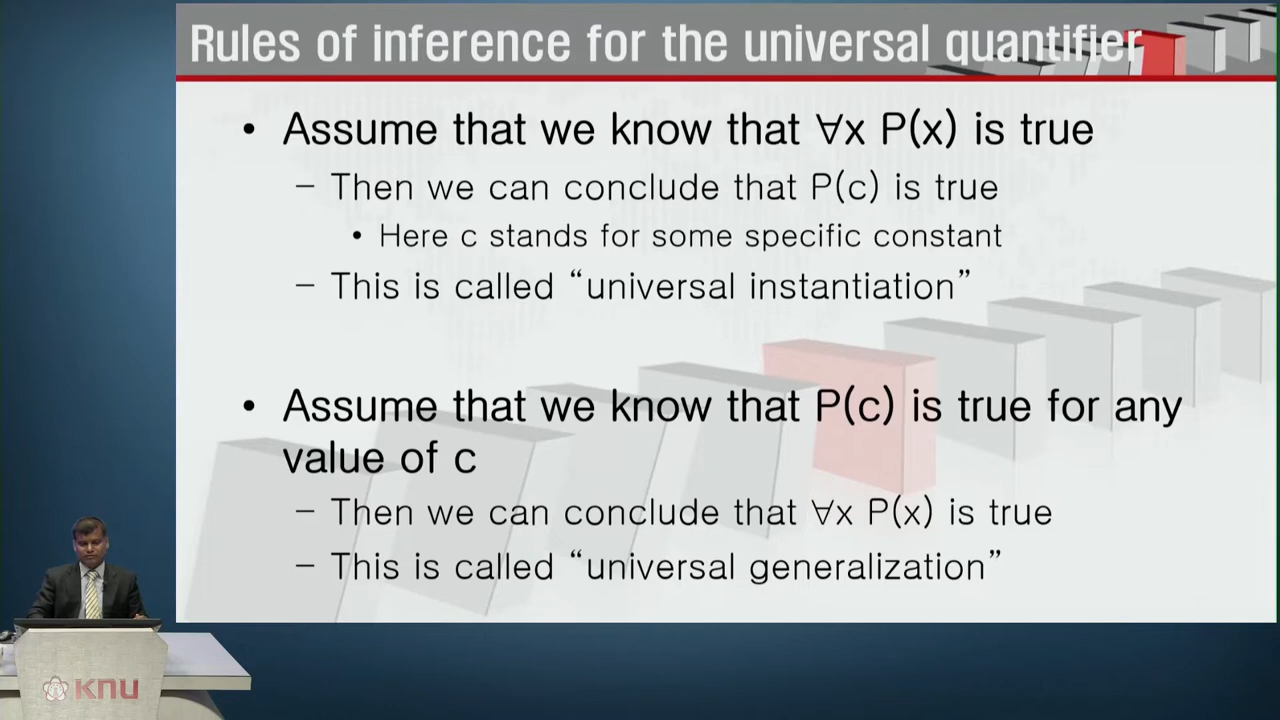 Rules of inference for the universal quantifier
• Assume that we know that ∀x P(x) is true
– Then we can conclude that P(c) is true
• Here c stands for some specific constant
– This is called “universal instantiation”
• Assume that we know that P(c) is true for any
value of c
– Then we can conclude that ∀x P(x) is true
– This is called “universal generalization”
KNU